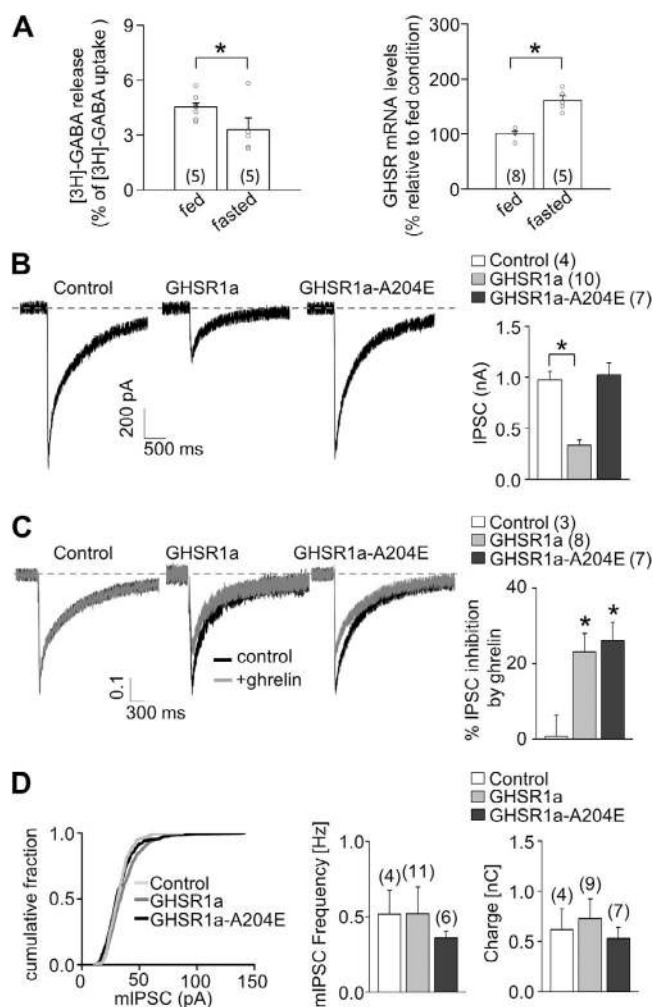 A
[3H]-GABA release
(% of [3H]-GABA uptake)
9
6
3
0
*
(5)
(5)
fed
fasted
GHSR mRNA levels
(% relative to fed condition)
300
200
100
0
*
(8)
(5)
fed
fasted
B
Control
GHSR1a
GHSR1a-A204E
200 pA
500 ms
Control (4)
GHSR1a (10)
GHSR1a-A204E (7)
IPSC (nA)
1.5
1.0
0.5
0.0
*
C
Control
GHSR1a
GHSR1a-A204E
control
+ghrelin
0.1
300 ms
Control (3)
GHSR1a (8)
GHSR1a-A204E (7)
% IPSC inhibition
by ghrelin
40
20
0
*
*
D
cumulative fraction
1.0
0.5
0.0
Control
GHSR1a
GHSR1a-A204E
0
50
100
150
mIPSC (pA)
Control
GHSR1a
GHSR1a-A204E
mIPSC Frequency [Hz]
1.0
0.5
0.0
(4)
(11)
(6)
Charge [nC]
1.5
1.0
0.5
0.0
(4)
(9)
(7)